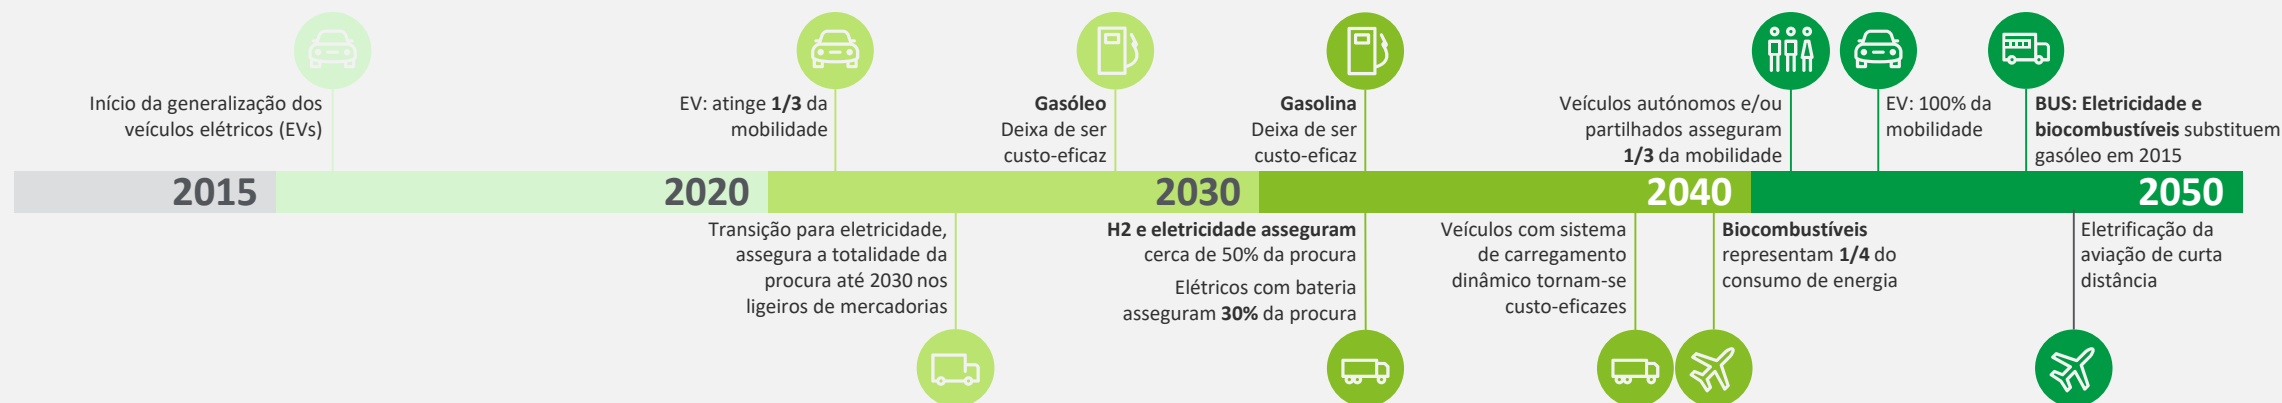 Início da generalização dos
veículos elétricos (EVs)
EV: atinge 1/3 da
mobilidade
Gasóleo
Deixa de ser
custo-eficaz
Gasolina
Deixa de ser
custo-eficaz
Veículos autónomos e/ou
partilhados asseguram
1/3 da mobilidade
EV: 100% da
mobilidade
BUS: Eletricidade e
biocombustíveis substituem
gasóleo em 2015
2015
2020
2030
2040
2050
Transição para eletricidade,
assegura a totalidade da
procura até 2030 nos
ligeiros de mercadorias
H2 e eletricidade asseguram
cerca de 50% da procura
Elétricos com bateria
asseguram 30% da procura
Veículos com sistema
de carregamento
dinâmico tornam-se
custo-eficazes
Biocombustíveis
representam 1/4 do
consumo de energia
Eletrificação da
aviação de curta
distância